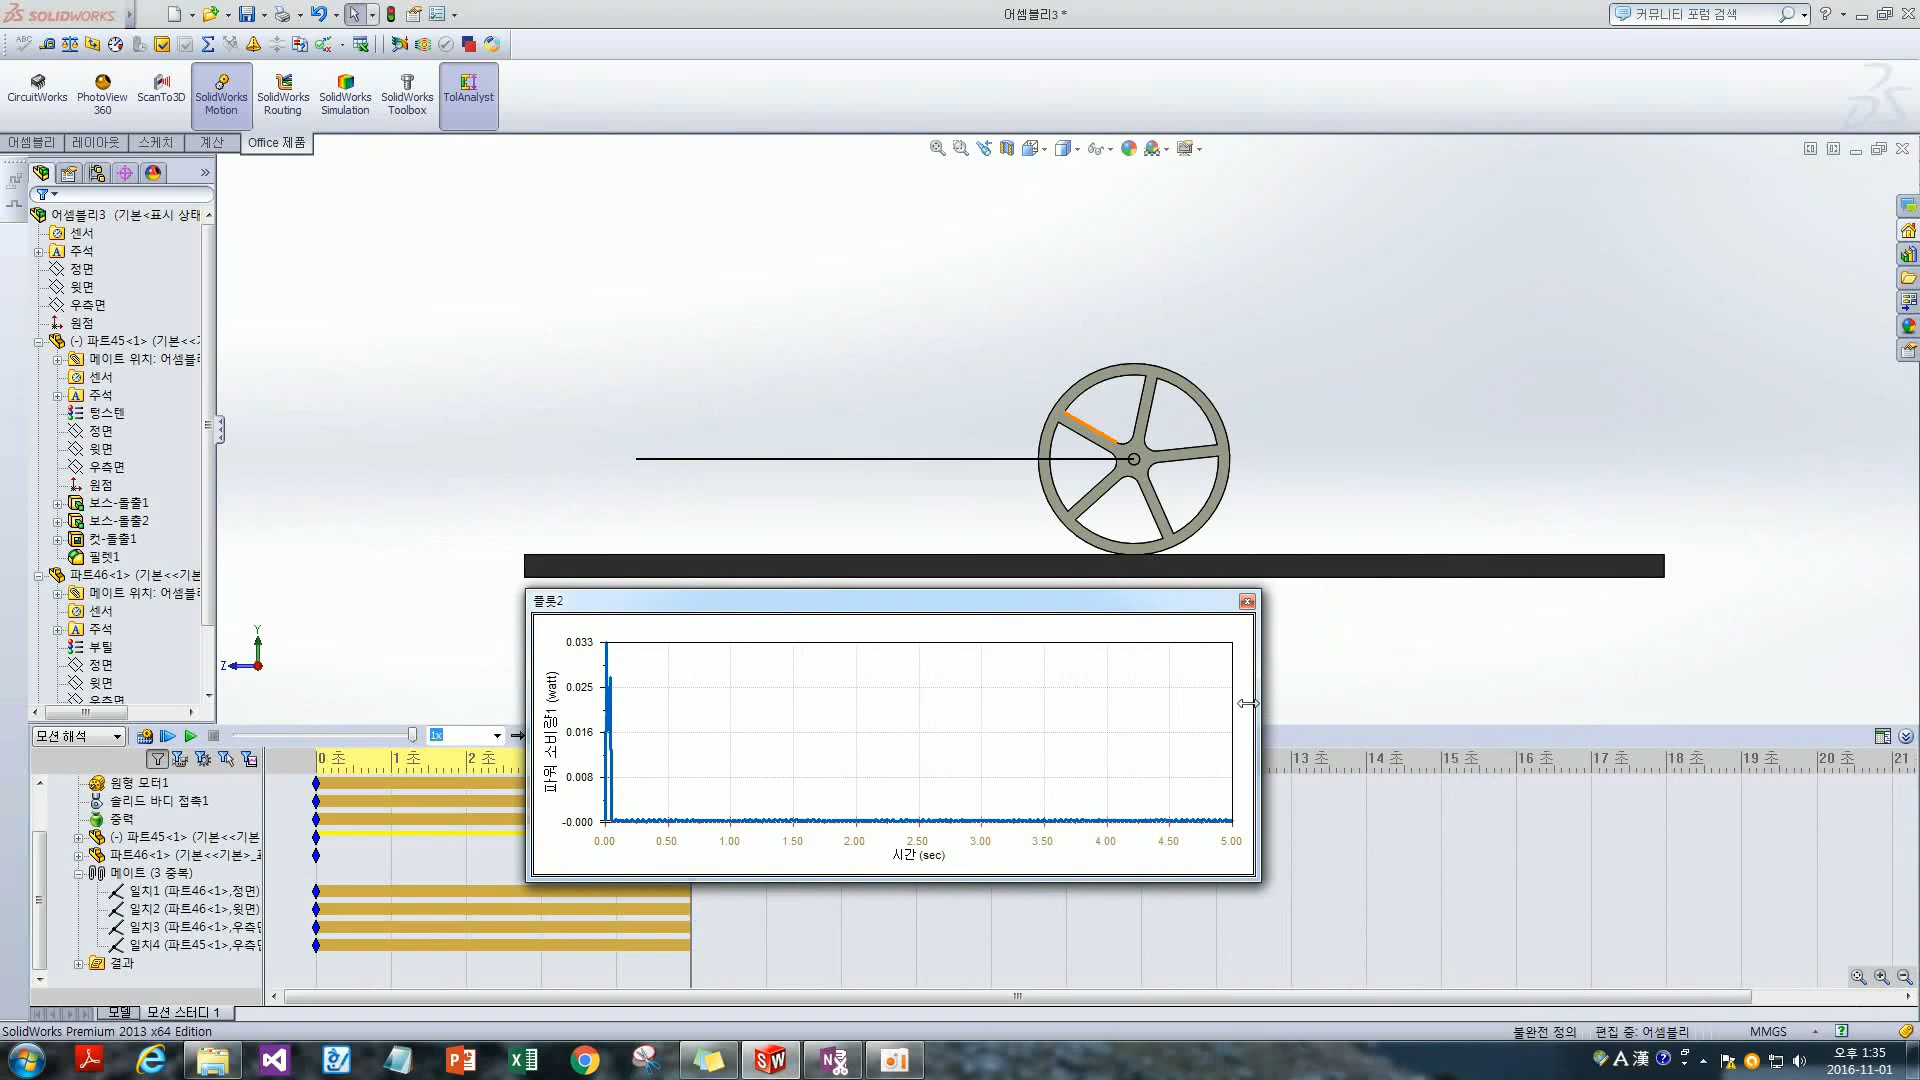 SOLIDWORKS
어셈블리3 *
커뮤니티 포럼 검색
CircuitWorks
PhotoView
360
ScanTo3D
SolidWorks
Motion
SolidWorks
Routing
SolidWorks
Simulation
SolidWorks
Toolbox
TolAnalyst
어셈블리
레이아웃
스케치
계산
Office 제품
어셈블리3 (기본<표시 상태
센서
주석
정면
윗면
우측면
원점
(-) 파트45<1> (기본<<기
메이트 위치: 어셈블리
센서
주석
텅스텐
정면
윗면
우측면
원점
보스-돌출1
보스-돌출2
컷-돌출1
필렛1
파트46<1> (기본<<기본
메이트 위치: 어셈블리
센서
주석
부틸
정면
윗면
우측면
Y
Z
플롯2
파워 소비량1 (watt)
0.033
0.025
0.016
0.008
-0.000
0.00 0.50 1.00 1.50 2.00 2.50 3.00 3.50 4.00 4.50 5.00
시간 (sec)
모션 해석
1x
0 초 1 초 2 초 13 초 14 초 15 초 16 초 17 초 18 초 19 초 20 초 21
원형 모터1
솔리드 바디 접촉1
중력
(-) 파트45<1> (기본<<기본
파트46<1> (기본<<기본>_표
메이트 (3 중복)
일치1 (파트46<1>,정면)
일치2 (파트46<1>,윗면)
일치3 (파트46<1>,우측면
일치4 (파트45<1>,우측면
결과
모델
모션 스터디 1
SolidWorks Premium 2013 x64 Edition
불완전 정의
편집 중: 어셈블리
MMGS
A 漢
오후 1:35
2016-11-01